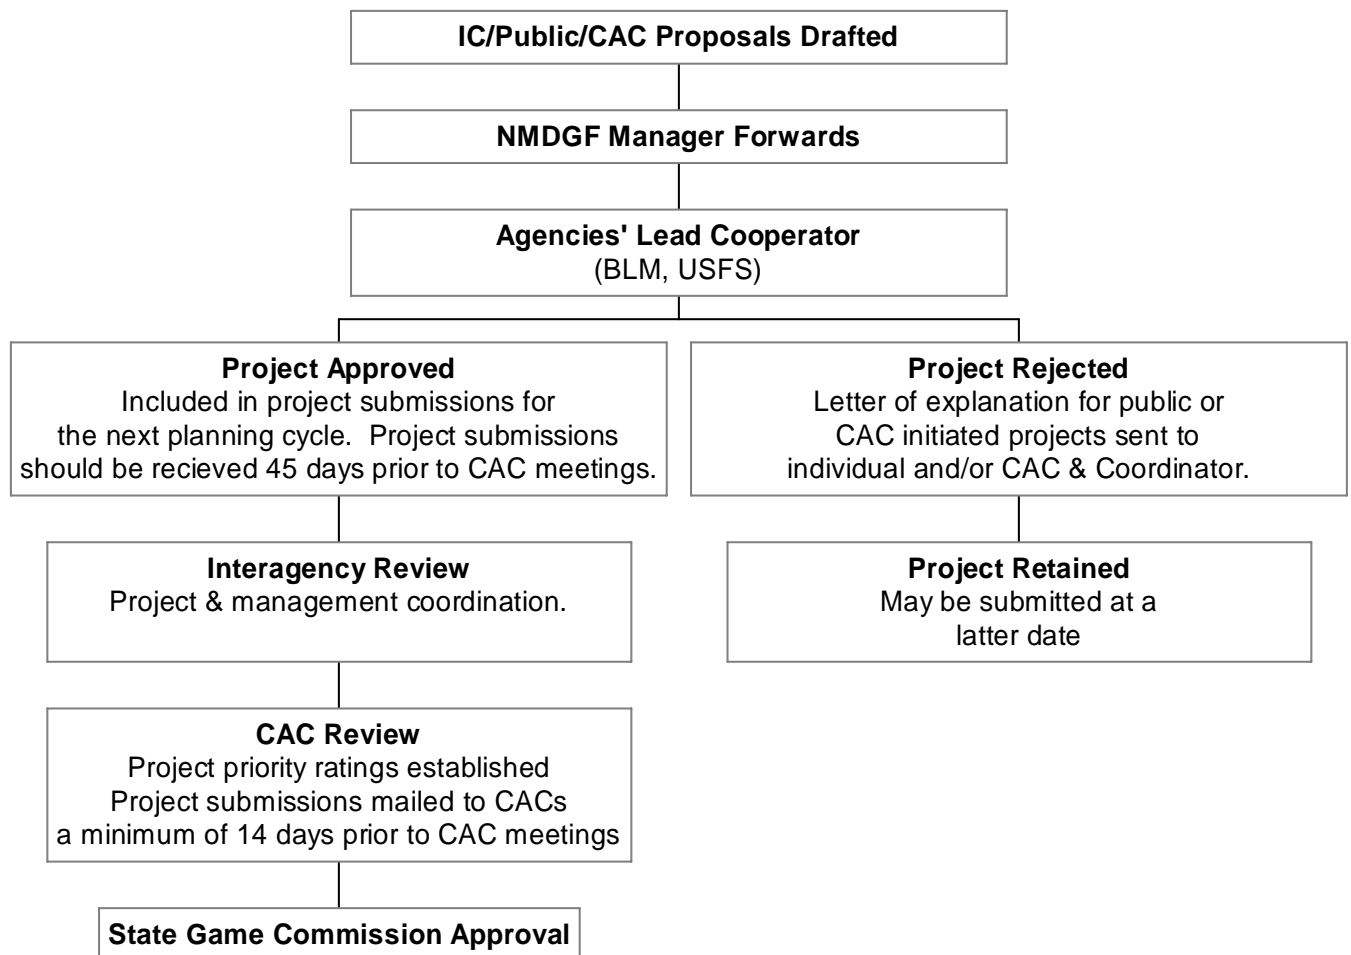 IC/Public/CAC Proposals Drafted
NMDGF Manager Forwards
Agencies' Lead Cooperator
(BLM, USFS)
Project Approved
Included in project submissions for
the next planning cycle.  Project submissions
should be recieved 45 days prior to CAC meetings.
Project Rejected
Letter of explanation for public or
CAC initiated projects sent to
individual and/or CAC & Coordinator.
Interagency Review
Project & management coordination.
Project Retained
May be submitted at a
latter date
CAC Review
Project priority ratings established
Project submissions mailed to CACs
a minimum of 14 days prior to CAC meetings
State Game Commission Approval